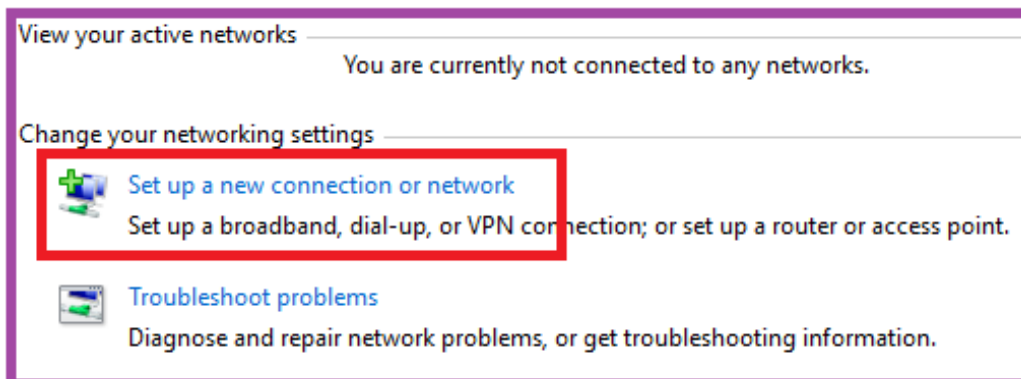 View your active networks
You are currently not connected to any networks.
Change your networking settings
Set up a new connection or network
Set up a broadband, dial-up, or VPN connection; or set up a router or access point.
Troubleshoot problems
Diagnose and repair network problems, or get troubleshooting information.